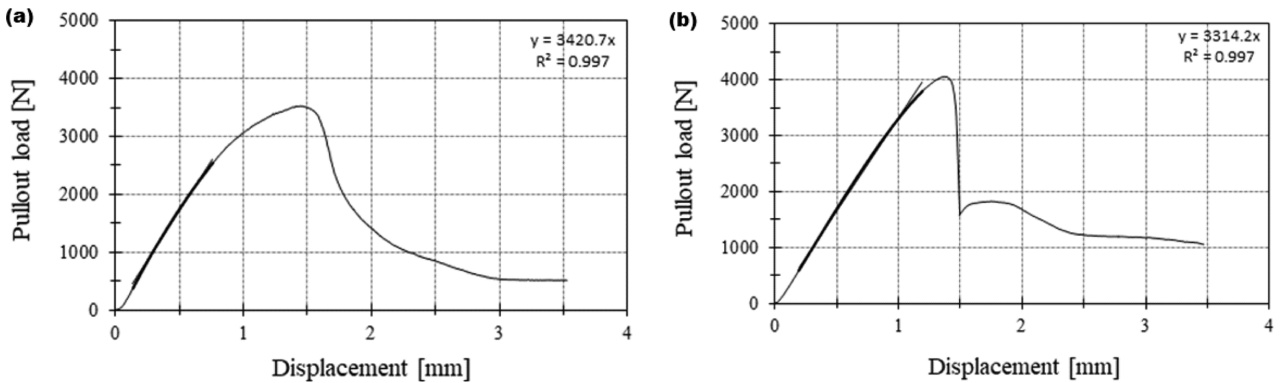 (a)
y = 3420.7x
R² = 0.997
Pullout load [N]
5000
4000
3000
2000
1000
0
0 1 2 3 4
Displacement [mm]
(b)
y = 3314.2x
R² = 0.997
Pullout load [N]
5000
4000
3000
2000
1000
0
0 1 2 3 4
Displacement [mm]